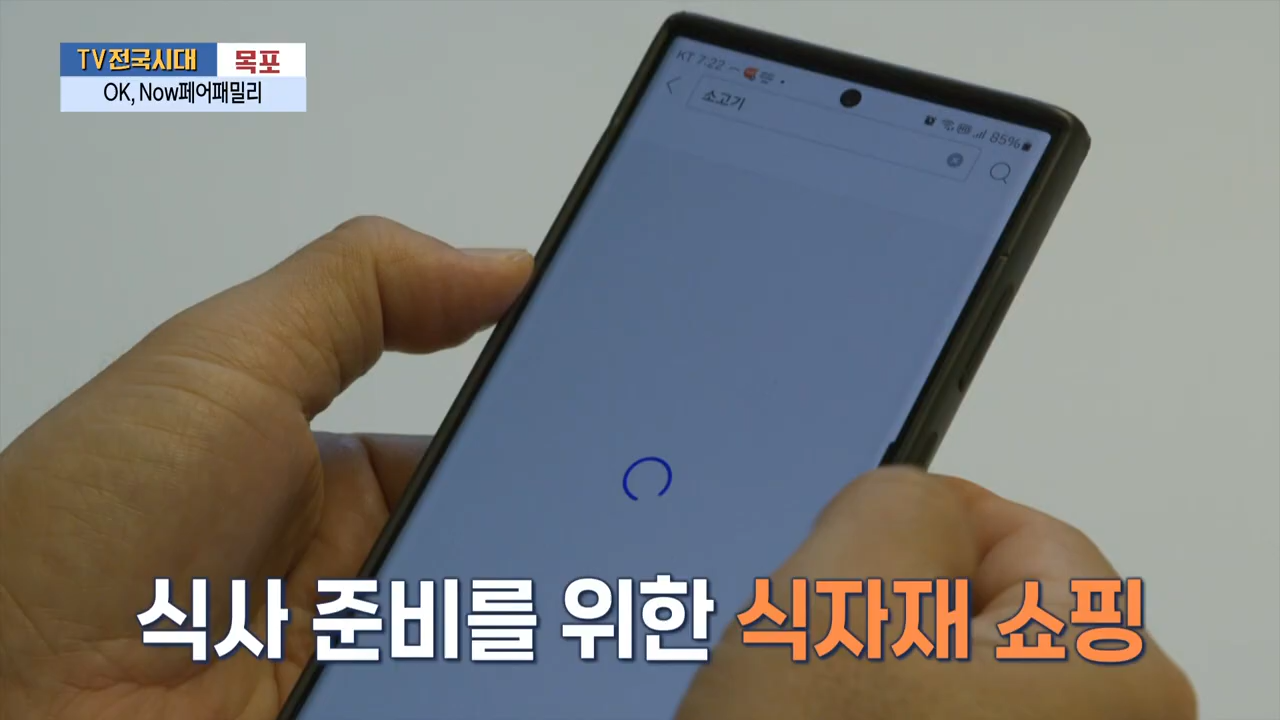 TV전국시대 목포
OK, Now페어패밀리
KT 7:22
85%
소고기
식사 준비를 위한 식자재 쇼핑